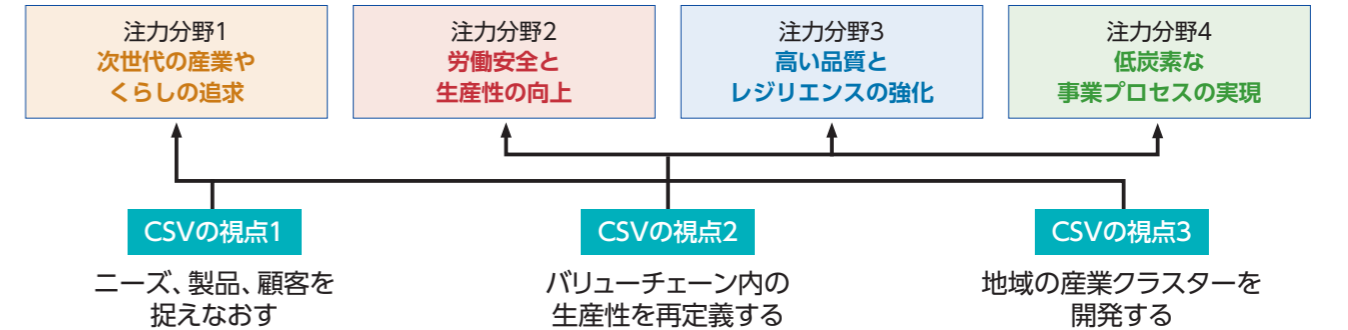 注力分野1
次世代の産業や
くらしの追求
注力分野2
労働安全と
生産性の向上
注力分野3
高い品質と
レジリエンスの強化
注力分野4
低炭素な
事業プロセスの実現
CSVの視点1
ニーズ、製品、顧客を
捉えなおす
CSVの視点2
バリューチェーン内の
生産性を再定義する
CSVの視点3
地域の産業クラスターを
開発する